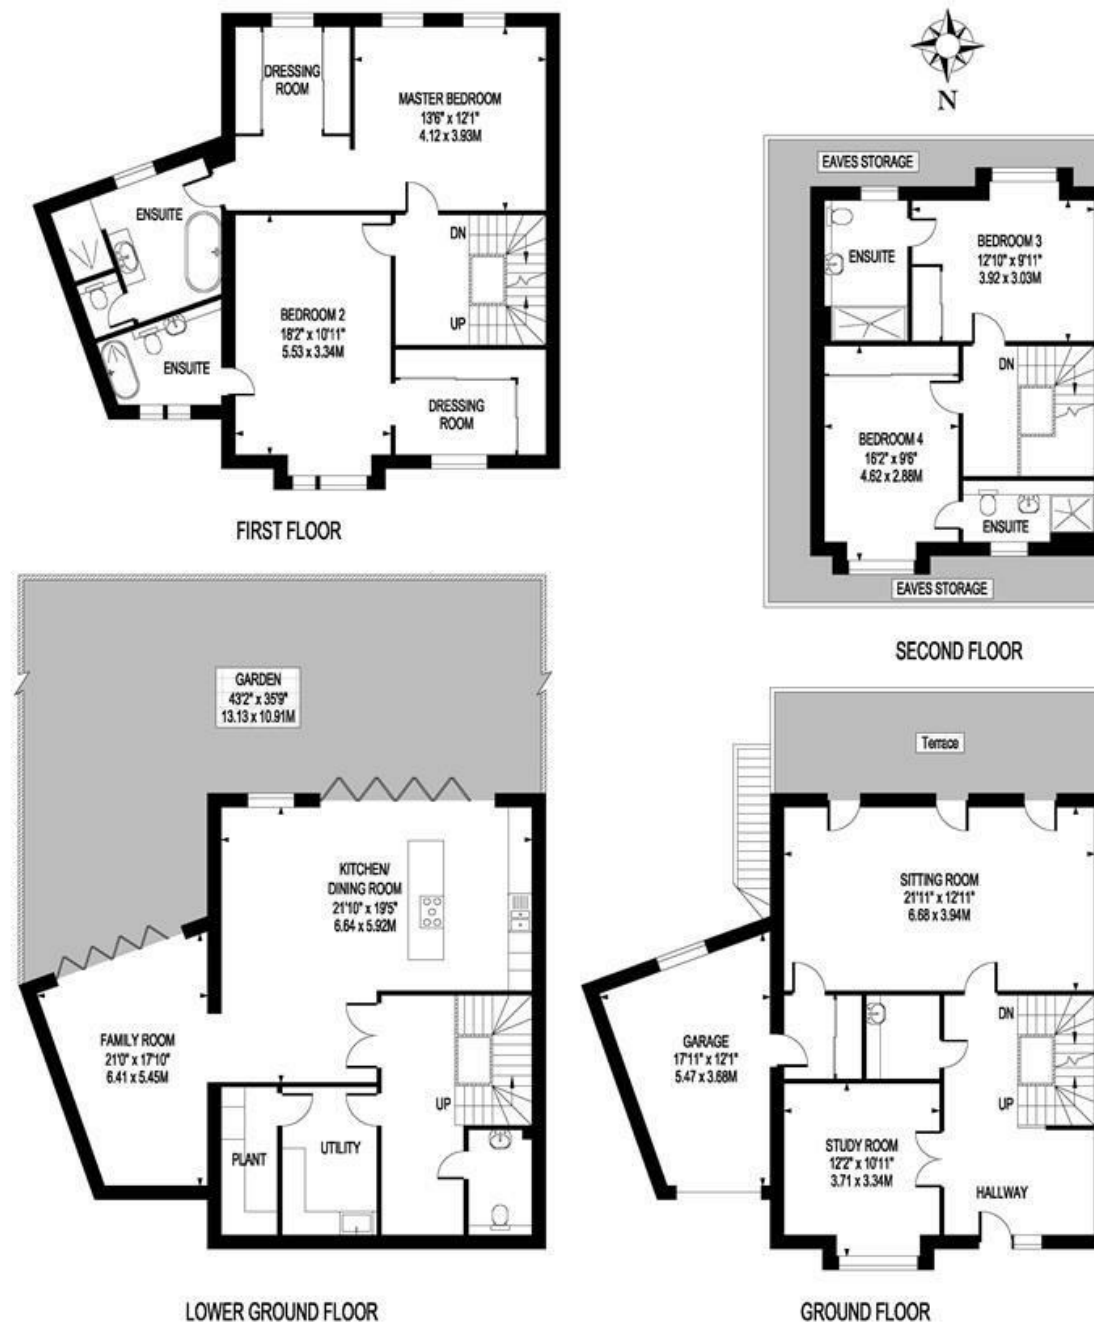 DRESSING
ROOM
MASTER BEDROOM
13'6" x 12'1"
4.12 x 3.93M
ENSUITE
DN
UP
BEDROOM 2
18'2" x 10'11"
5.53 x 3.34M
ENSUITE
DRESSING
ROOM
FIRST FLOOR
N
EAVES STORAGE
BEDROOM 3
12'10" x 9'11"
3.92 x 3.03M
ENSUITE
DN
BEDROOM 4
16'2" x 9'6"
4.62 x 2.88M
ENSUITE
EAVES STORAGE
SECOND FLOOR
GARDEN
43'2" x 35'9"
13.13 x 10.91M
KITCHEN/
DINING ROOM
21'10" x 19'5"
6.64 x 5.92M
FAMILY ROOM
21'0" x 17'10"
6.41 x 5.45M
UP
PLANT
UTILITY
LOWER GROUND FLOOR
Terrace
SITTING ROOM
21'11" x 12'11"
6.68 x 3.94M
DN
GARAGE
17'11" x 12'1"
5.47 x 3.68M
UP
STUDY ROOM
12'2" x 10'11"
3.71 x 3.34M
HALLWAY
GROUND FLOOR